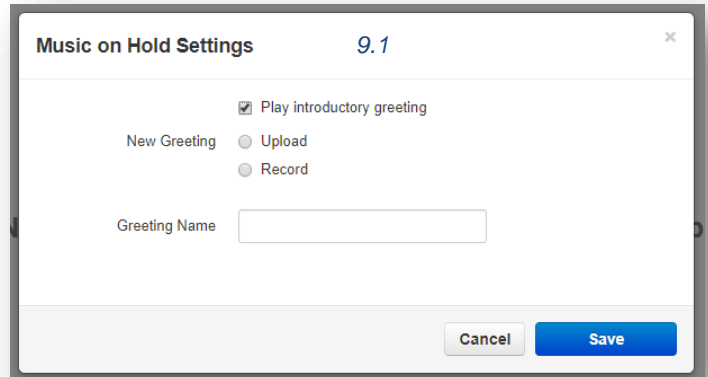 Music on Hold Settings 9.1
×
Play introductory greeting
New Greeting Upload
Record
Greeting Name
Cancel Save